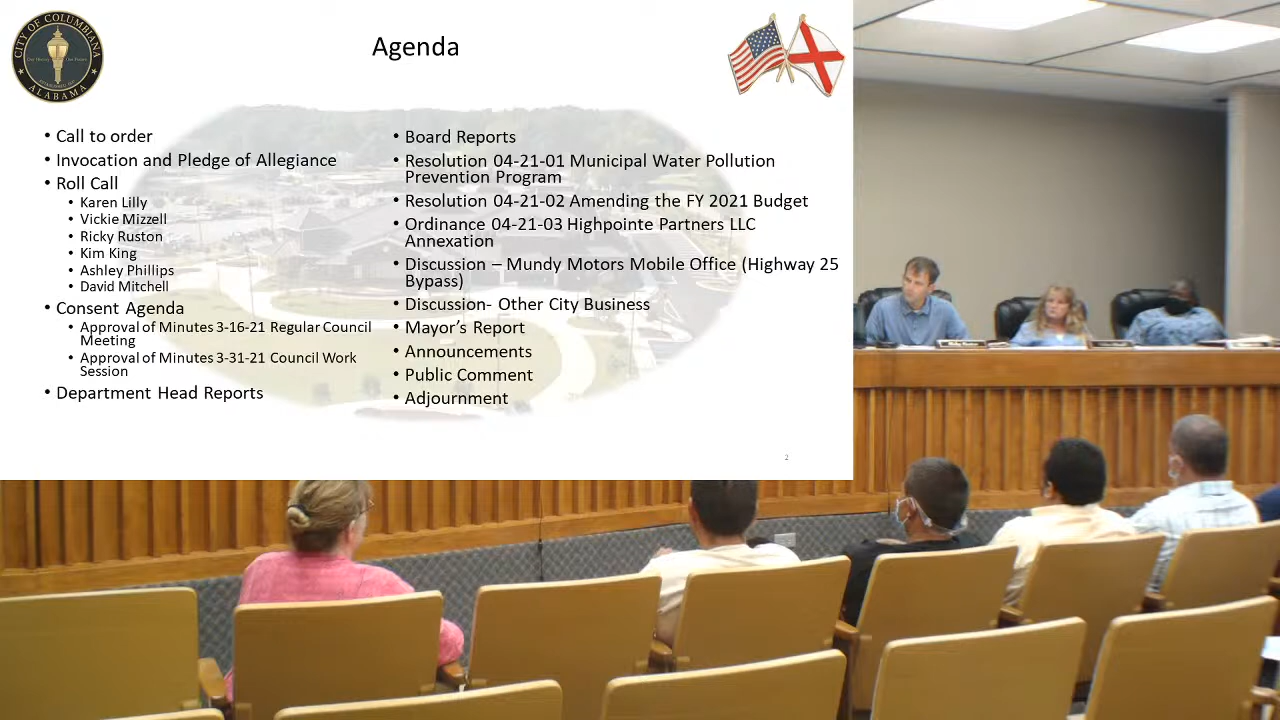 CITY OF COLUMBIANA
ALABAMA
Agenda
• Call to order
• Invocation and Pledge of Allegiance
• Roll Call
• Karen Lilly
• Vickie Mizzell
• Ricky Ruston
• Kim King
• Ashley Phillips
• David Mitchell
• Consent Agenda
• Approval of Minutes 3-16-21 Regular Council
Meeting
• Approval of Minutes 3-31-21 Council Work
Session
• Department Head Reports
• Board Reports
• Resolution 04-21-01 Municipal Water Pollution
Prevention Program
• Resolution 04-21-02 Amending the FY 2021 Budget
• Ordinance 04-21-03 Highpointe Partners LLC
Annexation
• Discussion – Mundy Motors Mobile Office (Highway 25
Bypass)
• Discussion- Other City Business
• Mayor's Report
• Announcements
• Public Comment
• Adjournment
2